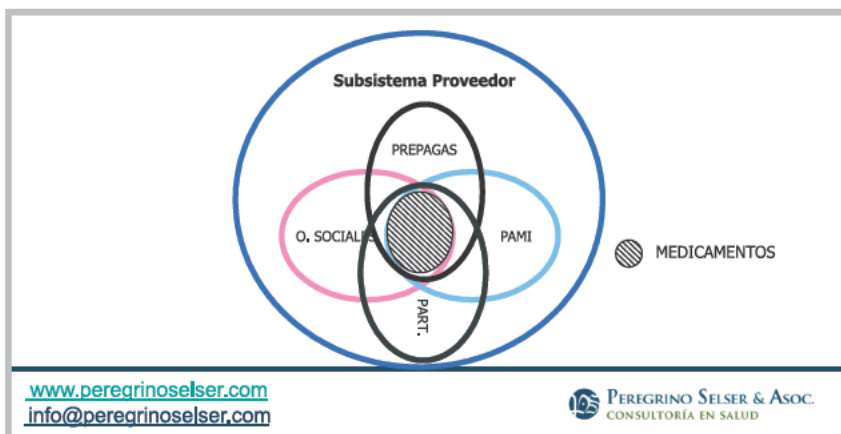 Subsistema Proveedor
PREPAGAS
O. SOCIALES
PAMI
MEDICAMENTOS
PART.
www.peregrinoselser.com
info@peregrinoselser.com
PEREGRINO SELSER & ASOC.
CONSULTORÍA EN SALUD